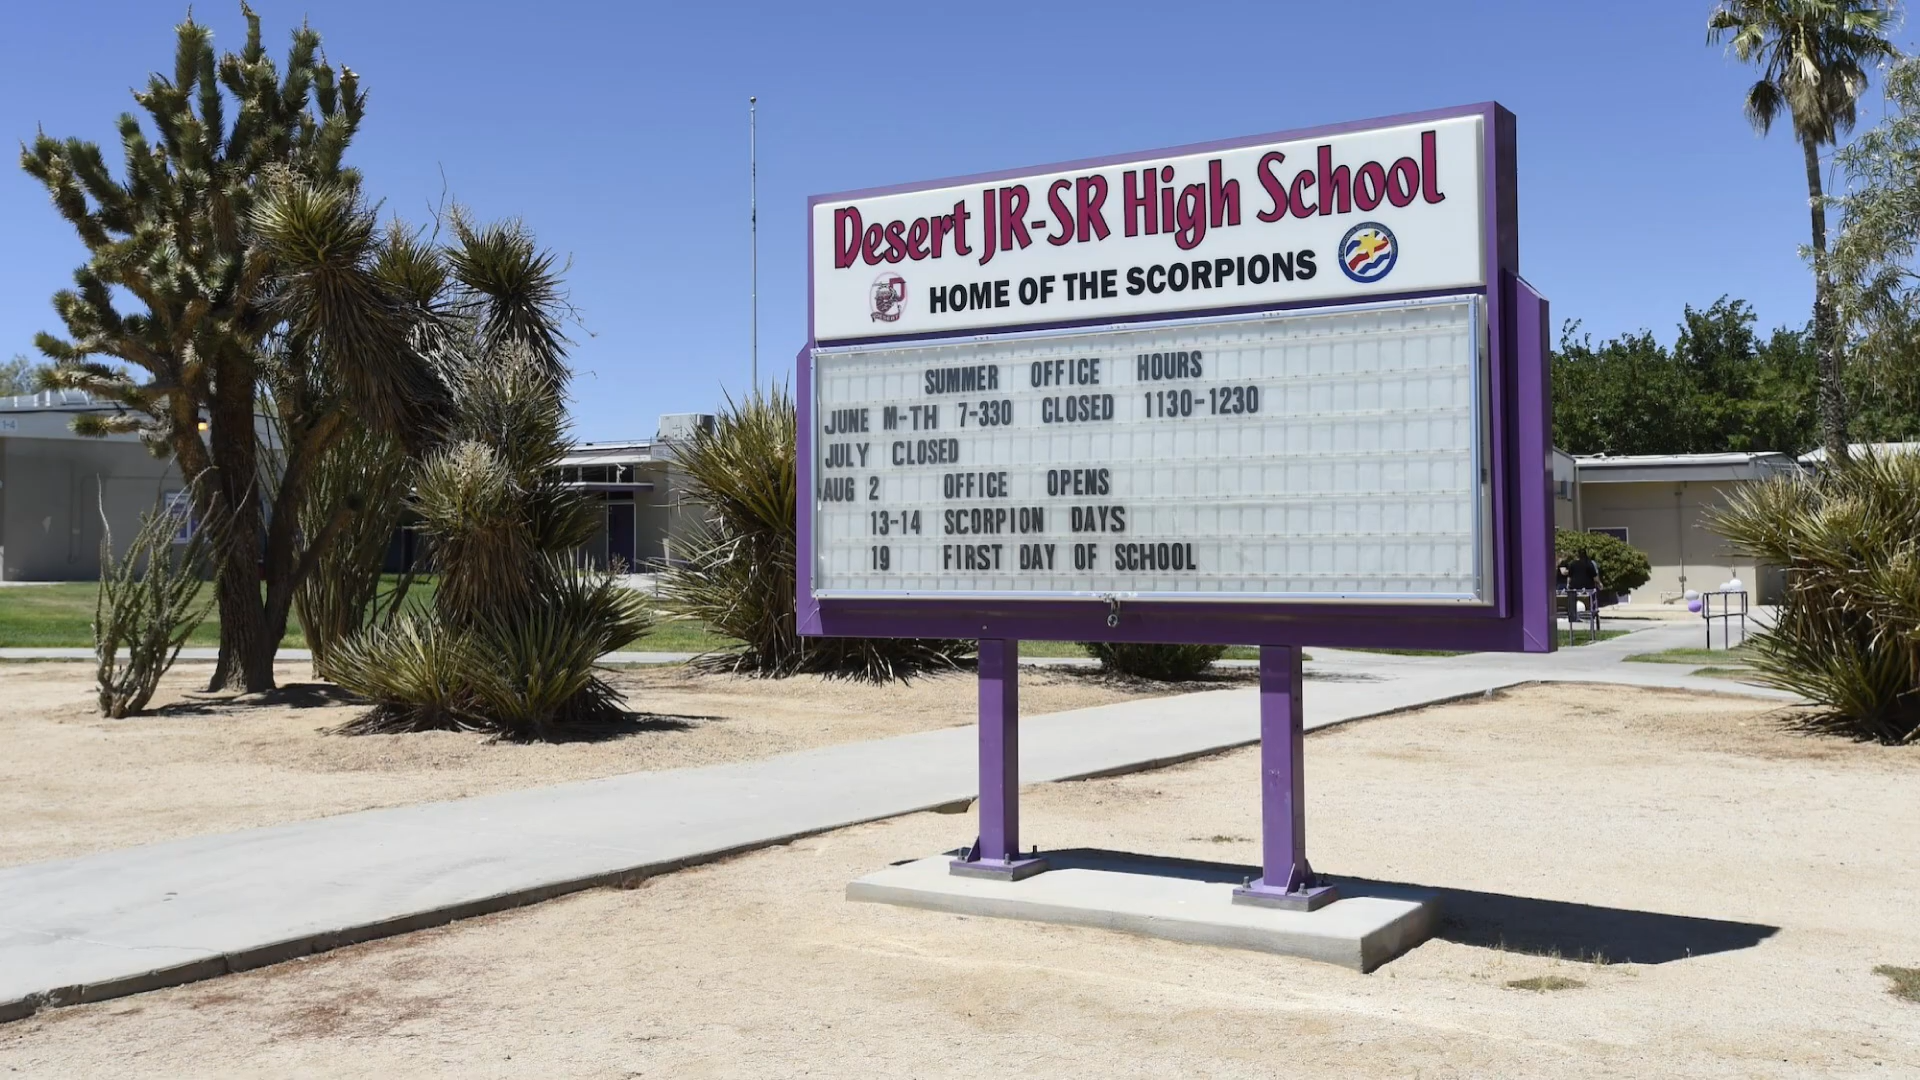 Desert JR-SR High School
HOME OF THE SCORPIONS
SUMMER OFFICE HOURS
JUNE M-TH 7-330 CLOSED 1130-1230
JULY CLOSED
AUG 2 OFFICE OPENS
13-14 SCORPION DAYS
19 FIRST DAY OF SCHOOL